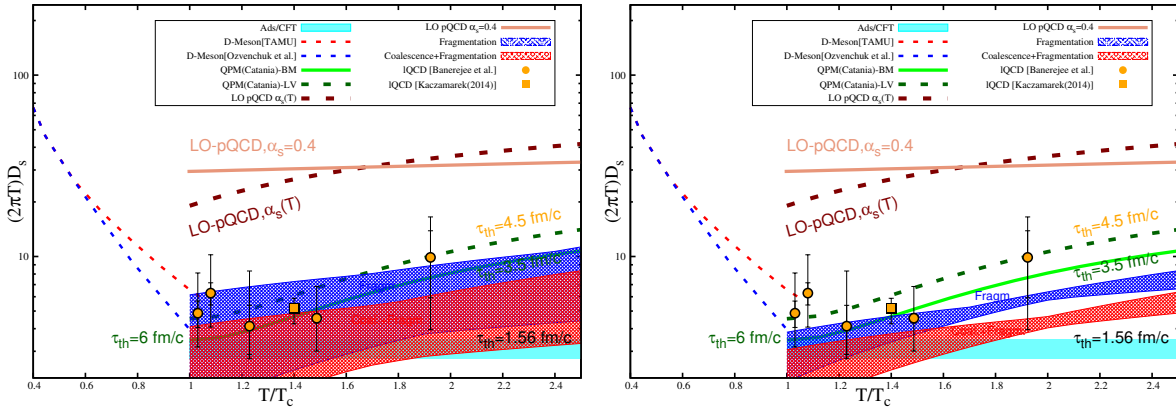 Ads/CFT
D-Meson[TAMU]
D-Meson[Ozvenchuk et al.]
QPM(Catania)-BM
QPM(Catania)-LV
LO pQCD αs(T)
LO pQCD αs=0.4
Fragmentation
Coalescence+Fragmentation
lQCD [Banerejee et al.]
lQCD [Kaczamarek(2014)]
(2πT)Ds
100
10
LO-pQCD,αs=0.4
LO-pQCD,αs(T)
τth=4.5 fm/c
τth=3.5 fm/c
Fragm.
τth=6 fm/c
τth=1.56 fm/c
0.4 0.6 0.8 1.0 1.2 1.4 1.6 1.8 2 2.2 2.4
T/Tc
Ads/CFT
D-Meson[TAMU]
D-Meson[Ozvenchuk et al.]
QPM(Catania)-BM
QPM(Catania)-LV
LO pQCD αs(T)
LO pQCD αs=0.4
Fragmentation
Coalescence+Fragmentation
lQCD [Banerejee et al.]
lQCD [Kaczamarek(2014)]
(2πT)Ds
100
10
LO-pQCD,αs=0.4
LO-pQCD,αs(T)
τth=4.5 fm/c
τth=3.5 fm/c
Fragm.
τth=6 fm/c
τth=1.56 fm/c
0.4 0.6 0.8 1.0 1.2 1.4 1.6 1.8 2 2.2 2.4
T/Tc